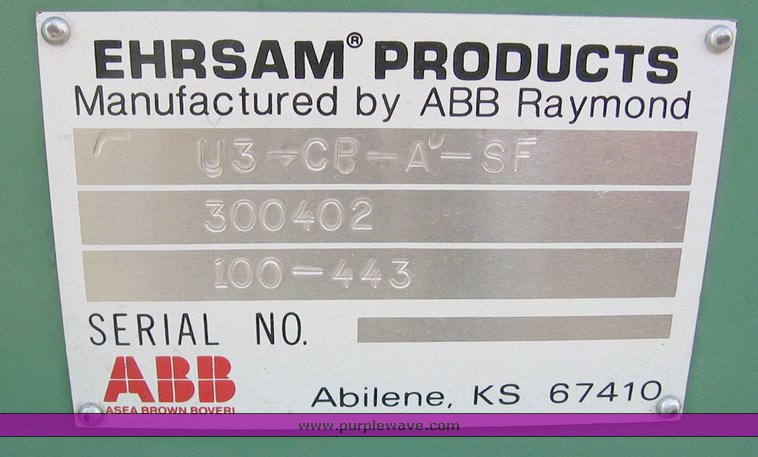 EHRSAM® PRODUCTS
Manufactured by ABB Raymond
U3-CB-A-SF
300402
100-443
SERIAL NO.
ABB
ASEA BROWN BOVERI
Abilene, KS 67410
www.purplewave.com